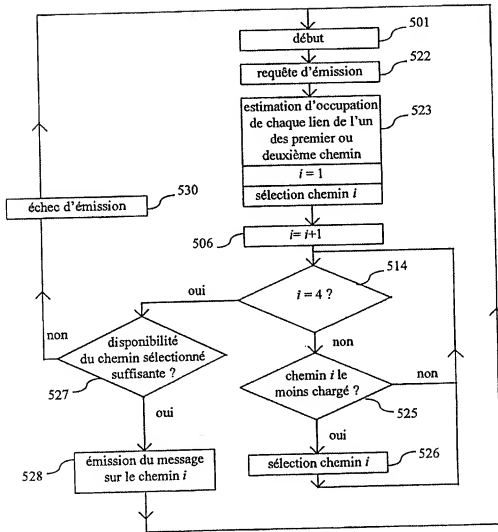 début
501
requête d'émission
522
estimation d'occupation
de chaque lien de l'un
des premier ou
deuxième chemin
523
i = 1
sélection chemin i
530
échec d'émission
506
i= i+1
514
oui
i = 4 ?
non
disponibilité
du chemin sélectionné
suffisante ?
527
non
chemin i le
moins chargé ?
non
525
oui
oui
528
émission du message
sur le chemin i
sélection chemin i
526